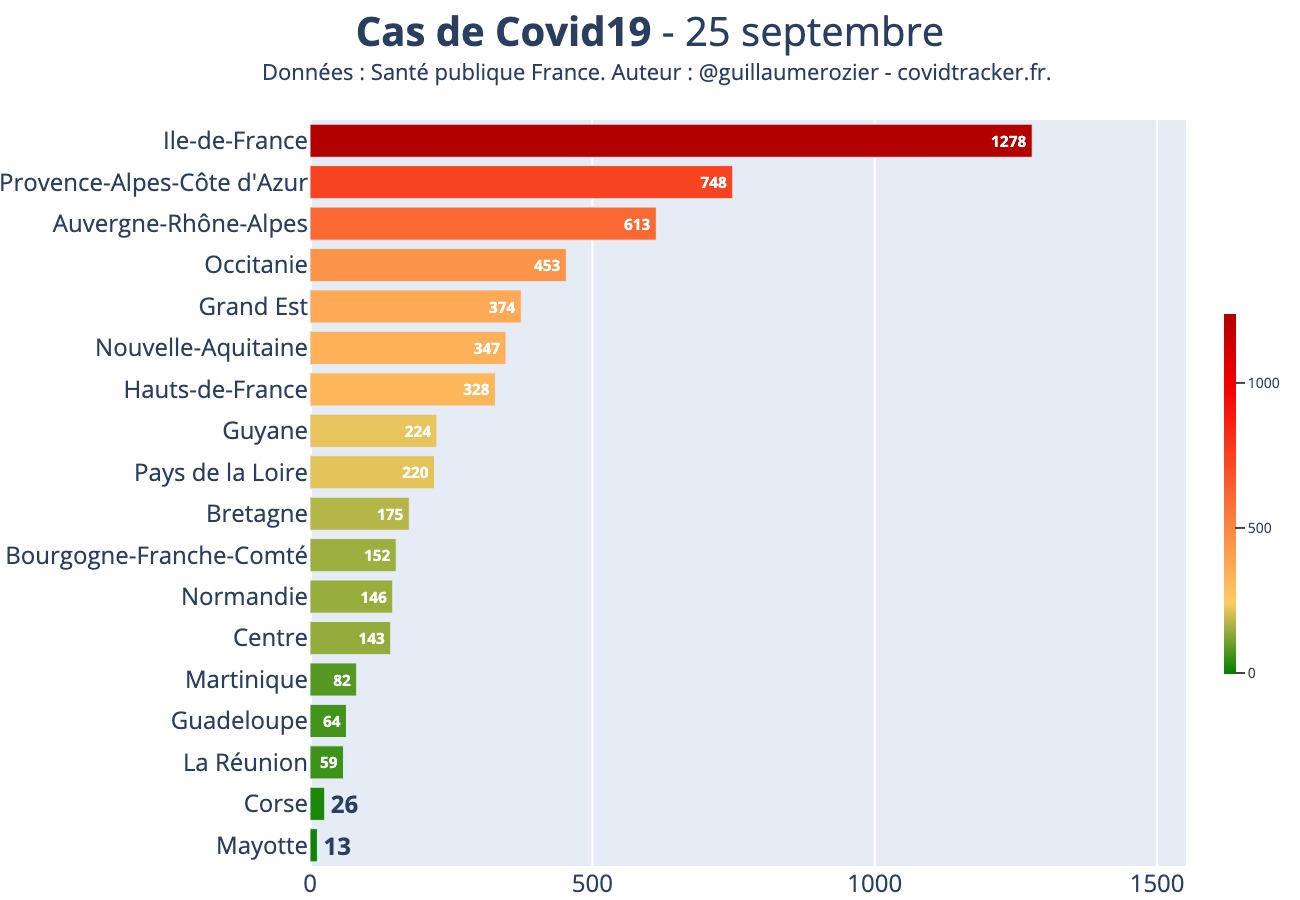 Cas de Covid19 - 25 septembre
Données : Santé publique France. Auteur : @guillaumerozier - covidtracker.fr.
Ile-de-France 1278
Provence-Alpes-Côte d'Azur 748
Auvergne-Rhône-Alpes 613
Occitanie 453
Grand Est 374
Nouvelle-Aquitaine 347
Hauts-de-France 328
Guyane 224
Pays de la Loire 220
Bretagne 175
Bourgogne-Franche-Comté 152
Normandie 146
Centre 143
Martinique 82
Guadeloupe 64
La Réunion 59
Corse 26
Mayotte 13
0 500 1000 1500
1000
500
0